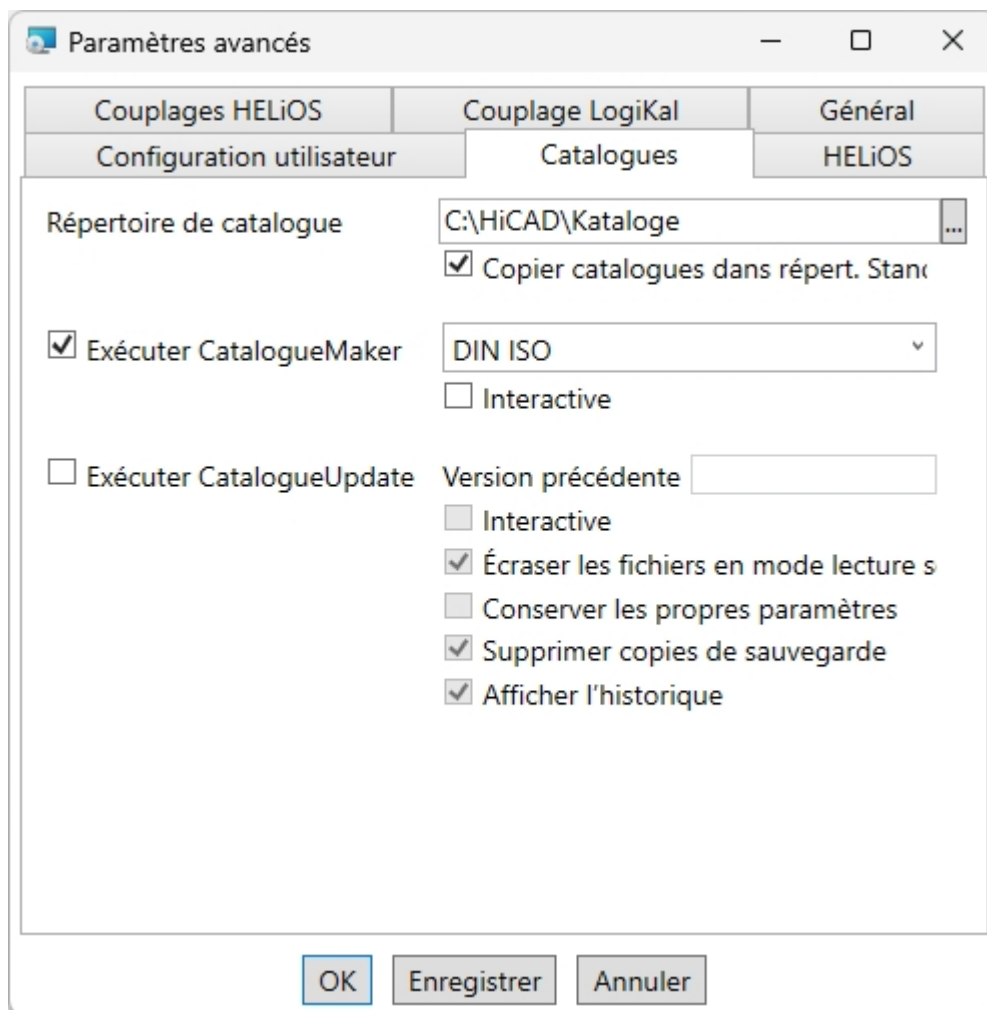 Paramètres avancés
Couplages HELiOS Couplage LogiKal Général
Configuration utilisateur Catalogues HELiOS
Répertoire de catalogue C:\HiCAD\Kataloge ...
Copier catalogues dans répert.
Exécuter CatalogueMaker DIN ISO
Interactive
Exécuter CatalogueUpdate Version précédente
Interactive
Écraser les fichiers en mode lecture
Conserver les propres paramètres
Supprimer copies de sauvegarde
Afficher l'historique
OK Enregistrer Annuler